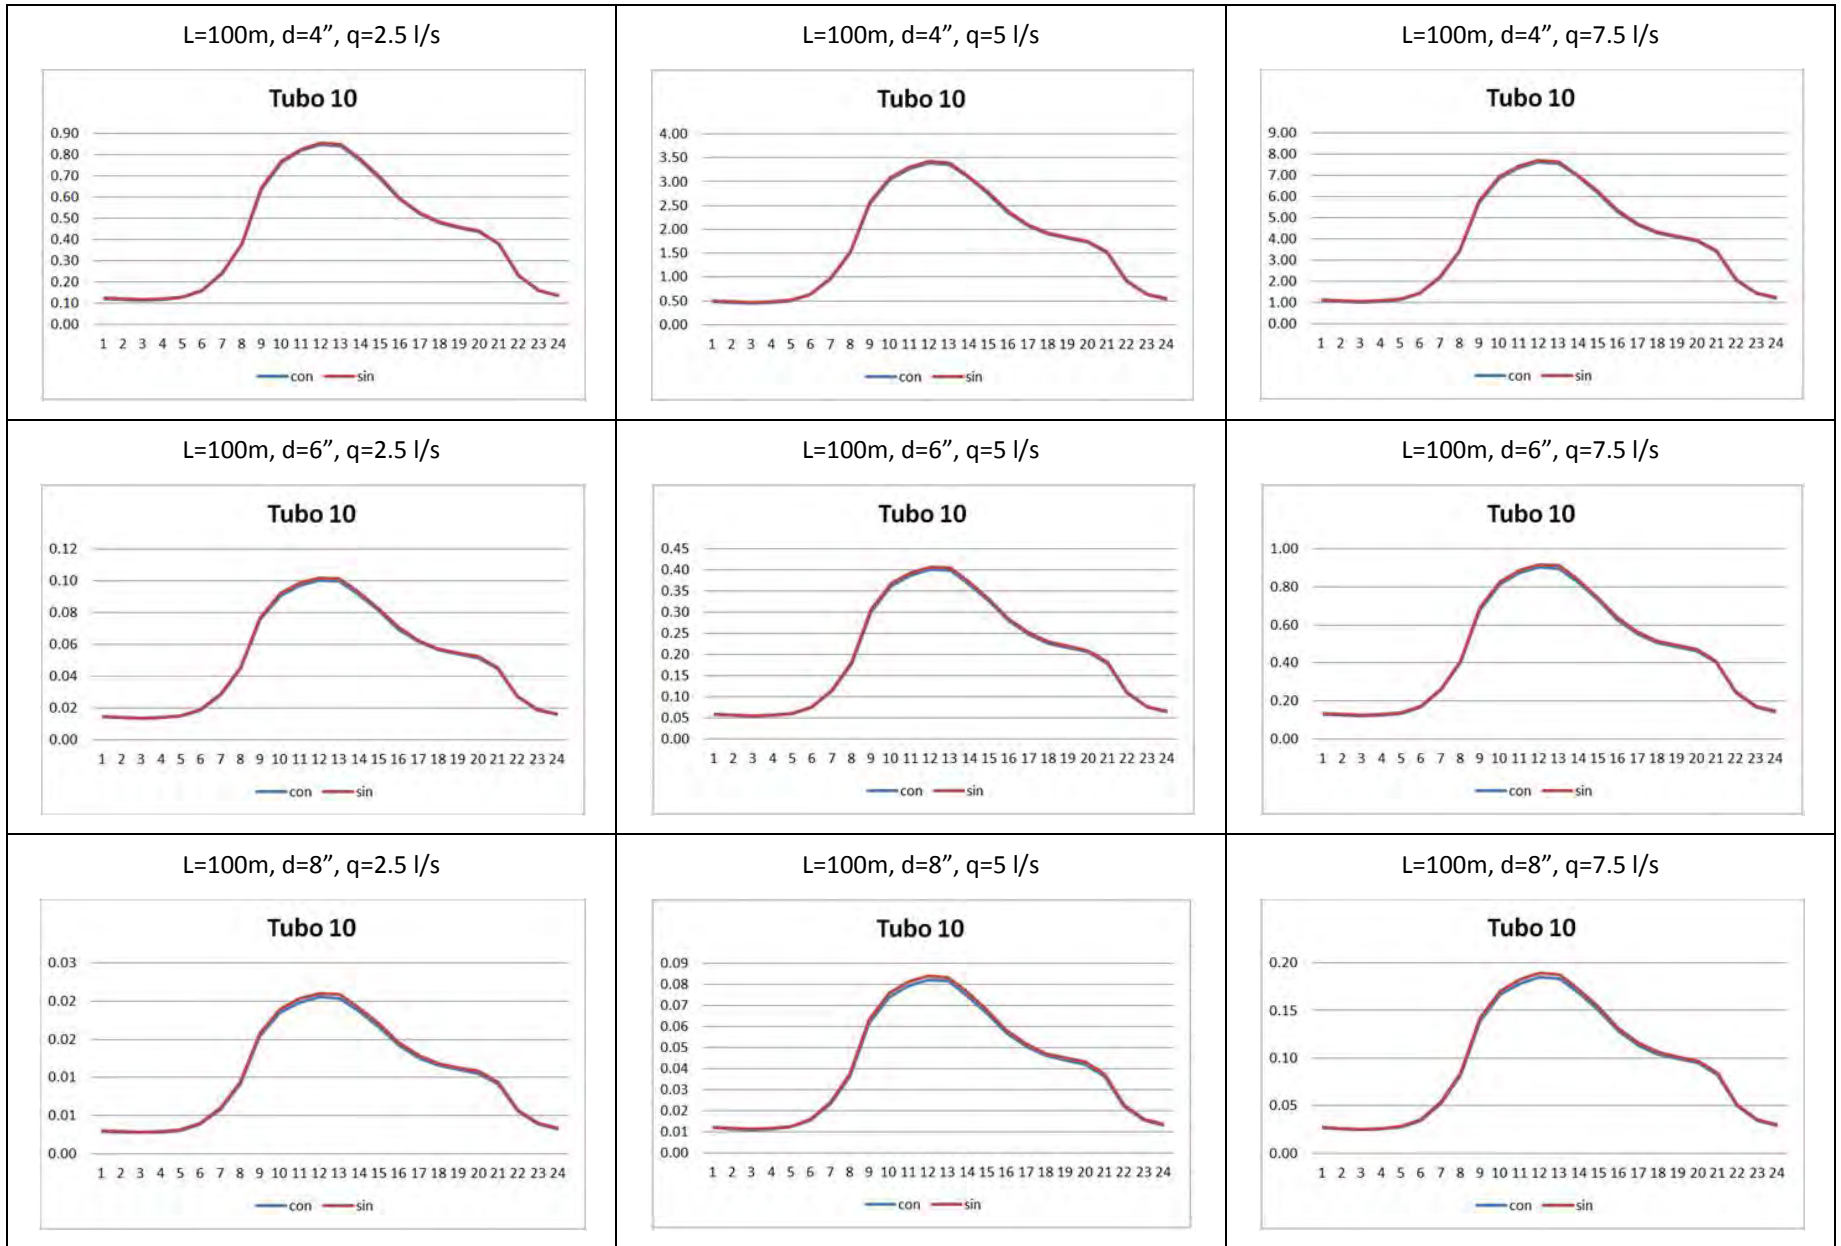 L=100m, d=4”, q=2.5 l/s
Tubo 10
0.90
0.80
0.70
0.60
0.50
0.40
0.30
0.20
0.10
0.00
1 2 3 4 5 6 7 8 9 10 11 12 13 14 15 16 17 18 19 20 21 22 23 24
con sin
L=100m, d=4”, q=5 l/s
Tubo 10
4.00
3.50
3.00
2.50
2.00
1.50
1.00
0.50
0.00
1 2 3 4 5 6 7 8 9 10 11 12 13 14 15 16 17 18 19 20 21 22 23 24
con sin
L=100m, d=4”, q=7.5 l/s
Tubo 10
9.00
8.00
7.00
6.00
5.00
4.00
3.00
2.00
1.00
0.00
1 2 3 4 5 6 7 8 9 10 11 12 13 14 15 16 17 18 19 20 21 22 23 24
con sin
L=100m, d=6”, q=2.5 l/s
Tubo 10
0.12
0.10
0.08
0.06
0.04
0.02
0.00
1 2 3 4 5 6 7 8 9 10 11 12 13 14 15 16 17 18 19 20 21 22 23 24
con sin
L=100m, d=6”, q=5 l/s
Tubo 10
0.45
0.40
0.35
0.30
0.25
0.20
0.15
0.10
0.05
0.00
1 2 3 4 5 6 7 8 9 10 11 12 13 14 15 16 17 18 19 20 21 22 23 24
con sin
L=100m, d=6”, q=7.5 l/s
Tubo 10
1.00
0.80
0.60
0.40
0.20
0.00
1 2 3 4 5 6 7 8 9 10 11 12 13 14 15 16 17 18 19 20 21 22 23 24
con sin
L=100m, d=8”, q=2.5 l/s
Tubo 10
0.03
0.02
0.02
0.01
0.01
0.00
1 2 3 4 5 6 7 8 9 10 11 12 13 14 15 16 17 18 19 20 21 22 23 24
con sin
L=100m, d=8”, q=5 l/s
Tubo 10
0.09
0.08
0.07
0.06
0.05
0.04
0.03
0.02
0.01
0.00
1 2 3 4 5 6 7 8 9 10 11 12 13 14 15 16 17 18 19 20 21 22 23 24
con sin
L=100m, d=8”, q=7.5 l/s
Tubo 10
0.20
0.15
0.10
0.05
0.00
1 2 3 4 5 6 7 8 9 10 11 12 13 14 15 16 17 18 19 20 21 22 23 24
con sin